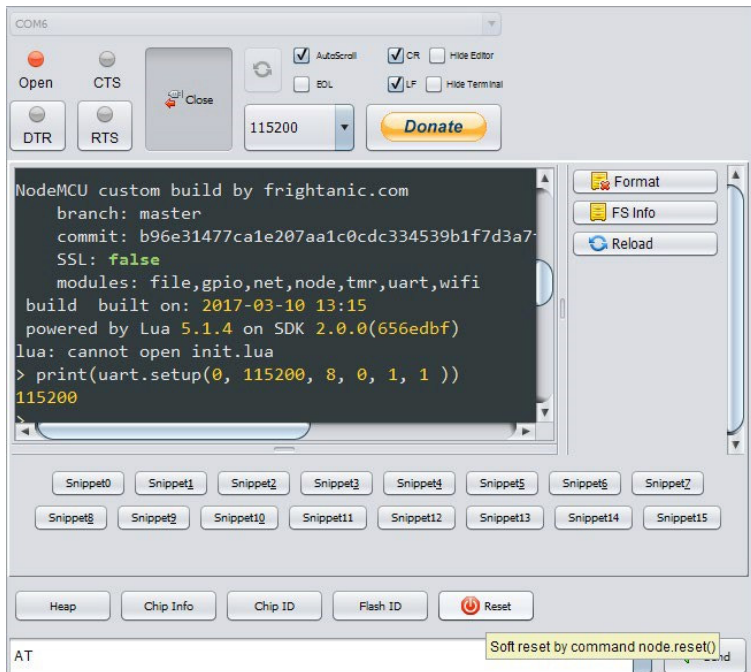 COM6
Open CTS Close AutoScroll CR Hide Editor
EOL LF Hide Terminal
DTR RTS 115200 Donate
NodeMCU custom build by frightanic.com
branch: master
commit: b96e31477ca1e207aa1c0cdc334539b1f7d3a7
SSL: false
modules: file,gpio,net,node,tmr,uart,wifi
build built on: 2017-03-10 13:15
powered by Lua 5.1.4 on SDK 2.0.0(656edbf)
lua: cannot open init.lua
> print(uart.setup(0, 115200, 8, 0, 1, 1 ))
115200
>
Format
FS Info
Reload
Snippet0 Snippet1 Snippet2 Snippet3 Snippet4 Snippet5 Snippet6 Snippet7
Snippet8 Snippet9 Snippet10 Snippet11 Snippet12 Snippet13 Snippet14 Snippet15
Heap Chip Info Chip ID Flash ID Reset
Soft reset by command node.reset()
AT